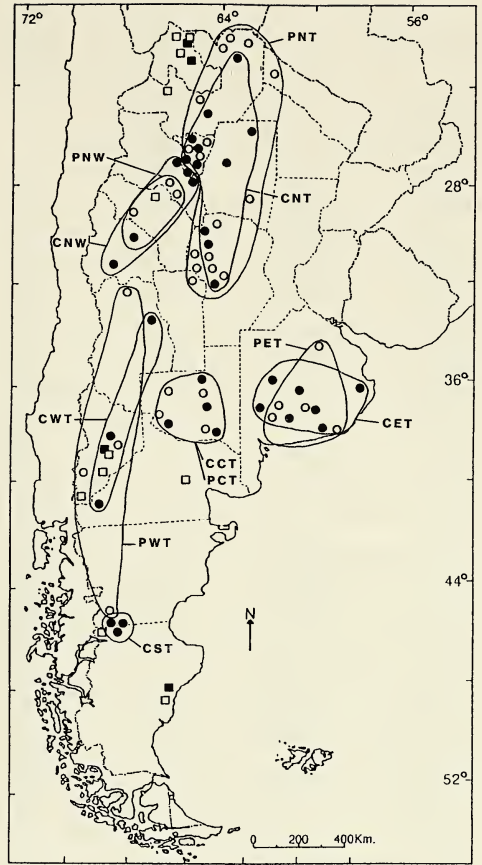 72° 64° 56°
PNT
PNW
28°
CNT
CNW
PET
36°
CWT
CET
CCT
PCT
PWT
44°
N
CST
52°
0 200 400Km.